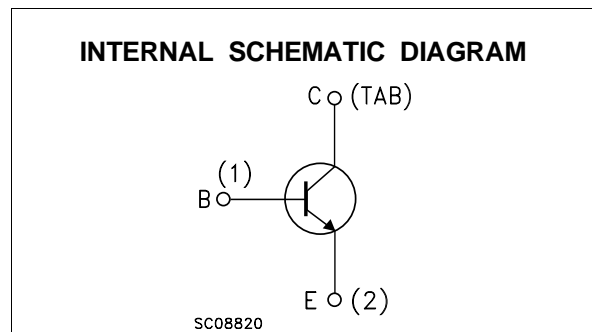 INTERNAL SCHEMATIC DIAGRAM
C (TAB)
(1)
B
E (2)
SC08820